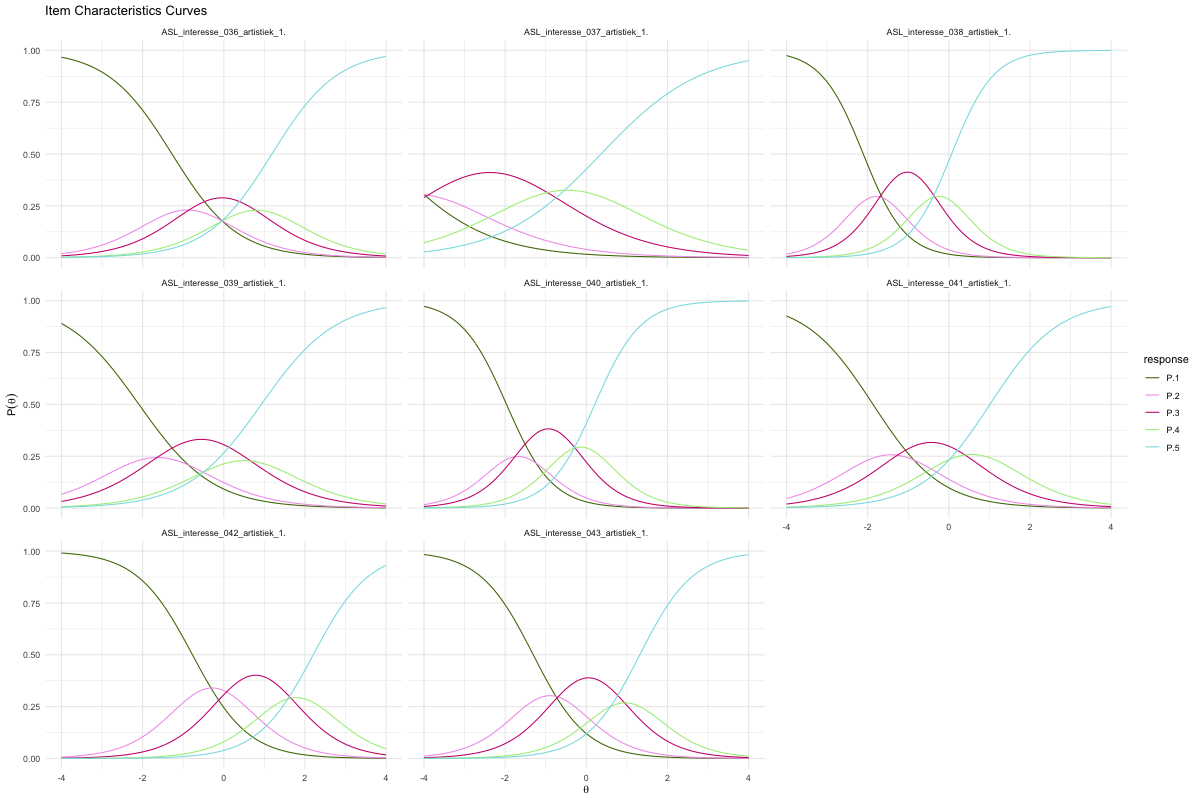 Item Characteristics Curves
ASL_interesse_036_artistiek_1.
ASL_interesse_037_artistiek_1.
ASL_interesse_038_artistiek_1.
1.00
0.75
0.50
0.25
0.00
ASL_interesse_039_artistiek_1.
ASL_interesse_040_artistiek_1.
ASL_interesse_041_artistiek_1.
1.00
0.75
0.50
0.25
0.00
-4 -2 0 2 4
ASL_interesse_042_artistiek_1.
ASL_interesse_043_artistiek_1.
1.00
0.75
0.50
0.25
0.00
-4 -2 0 2 4
-4 -2 0 2 4
P(θ)
θ
response
P.1
P.2
P.3
P.4
P.5